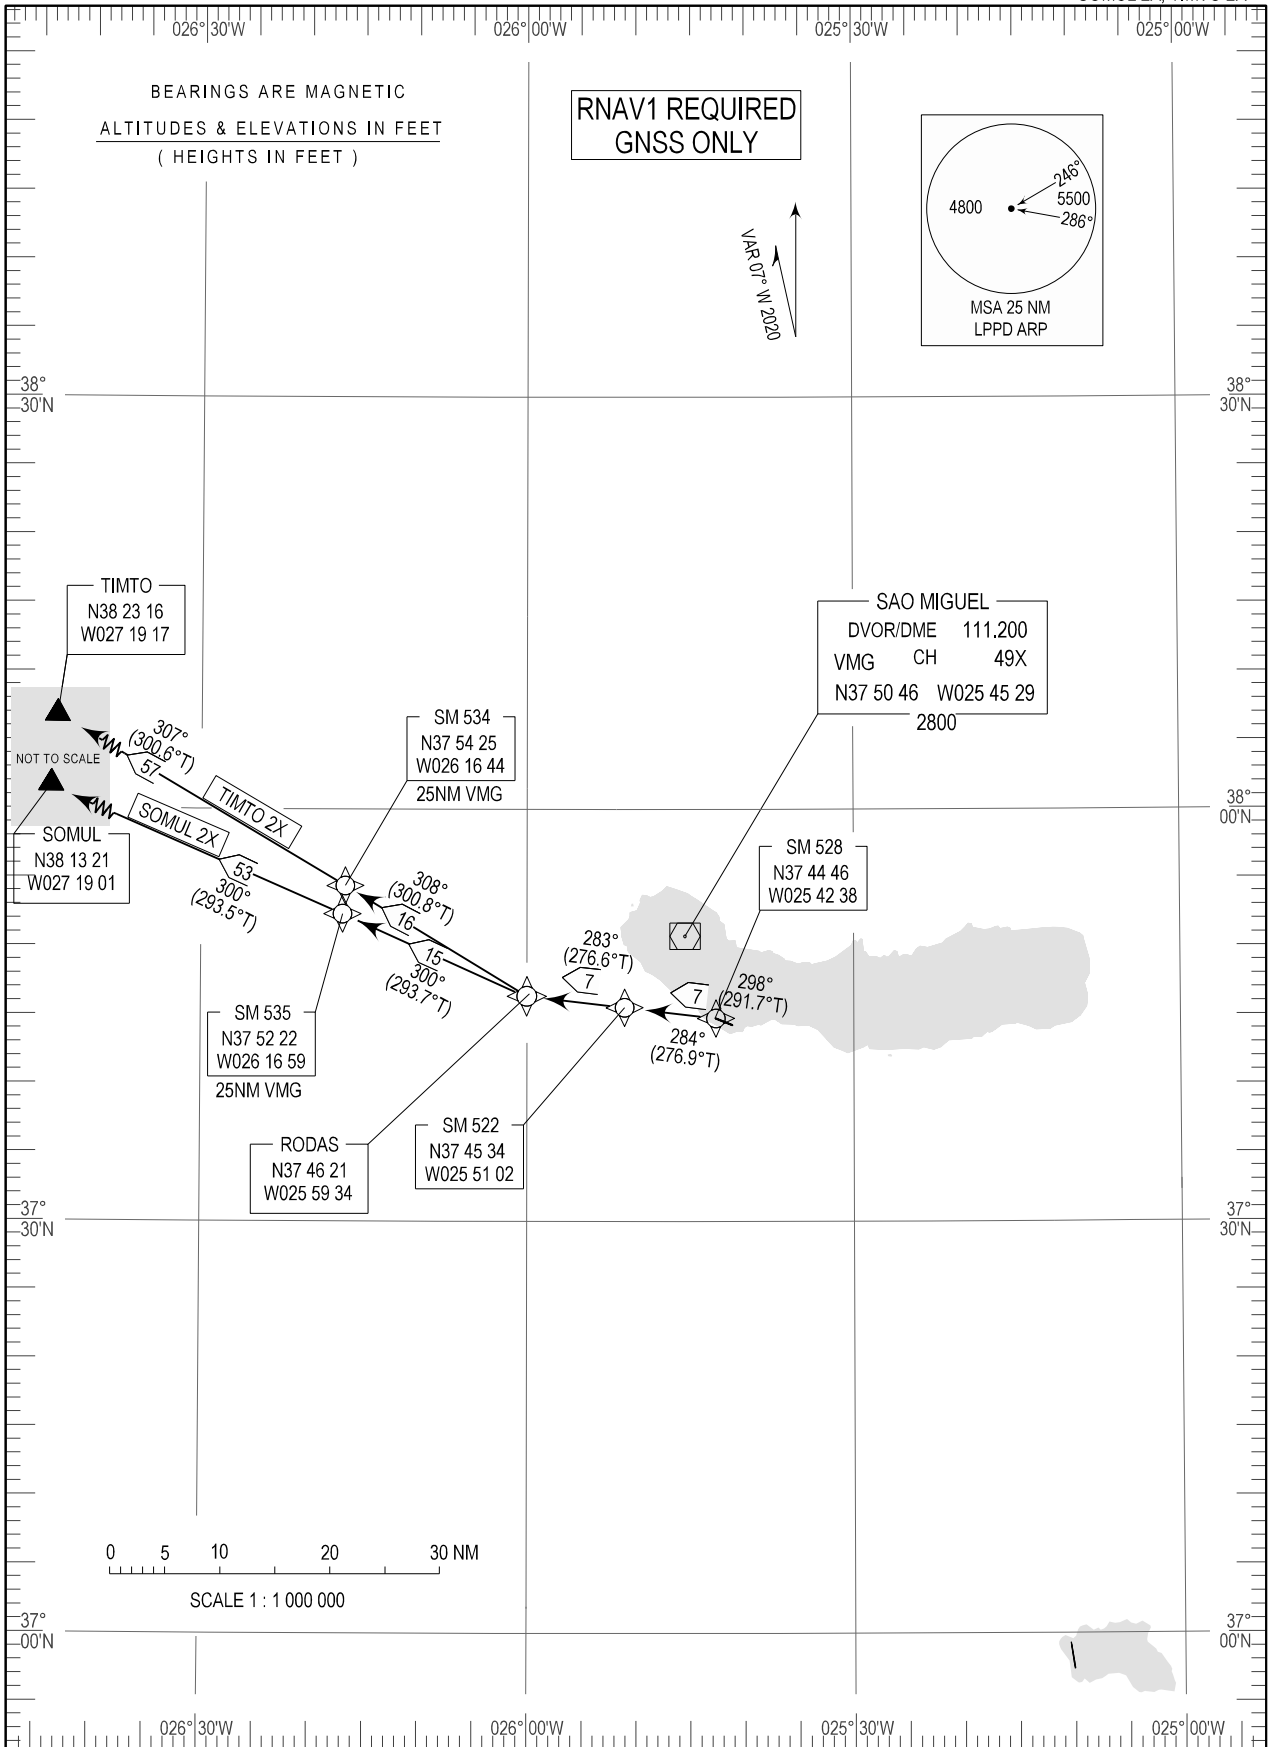 026° 30'W
026° 00'W
025° 30'W
025° 00'W
BEARINGS ARE MAGNETIC
ALTITUDES & ELEVATIONS IN FEET
( HEIGHTS IN FEET )
RNAV1 REQUIRED
GNSS ONLY
VAR 07° W 2020
246°
4800
5500
286°
MSA 25 NM
LPPD ARP
38°
30'N
38°
30'N
TIMTO
N38 23 16
W027 19 17
SAO MIGUEL
DVOR/DME 111.200
VMG CH 49X
N37 50 46 W025 45 29
2800
SM 534
N37 54 25
W026 16 44
25NM VMG
307°
(300.6°T)
57
NOT TO SCALE
TIMTO 2X
SOMUL 2X
38°
00'N
SOMUL
N38 13 21
W027 19 01
53
300°
(293.5°T)
SM 528
N37 44 46
W025 42 38
308°
(300.8°T)
16
15
300°
(293.7°T)
283°
(276.6°T)
7
7
298°
(291.7°T)
284°
(276.9°T)
SM 535
N37 52 22
W026 16 59
25NM VMG
RODAS
N37 46 21
W025 59 34
SM 522
N37 45 34
W025 51 02
37°
30'N
37°
30'N
0 5 10 20 30 NM
SCALE 1 : 1 000 000
37°
00'N
37°
00'N
026° 30'W
026° 00'W
025° 30'W
025° 00'W